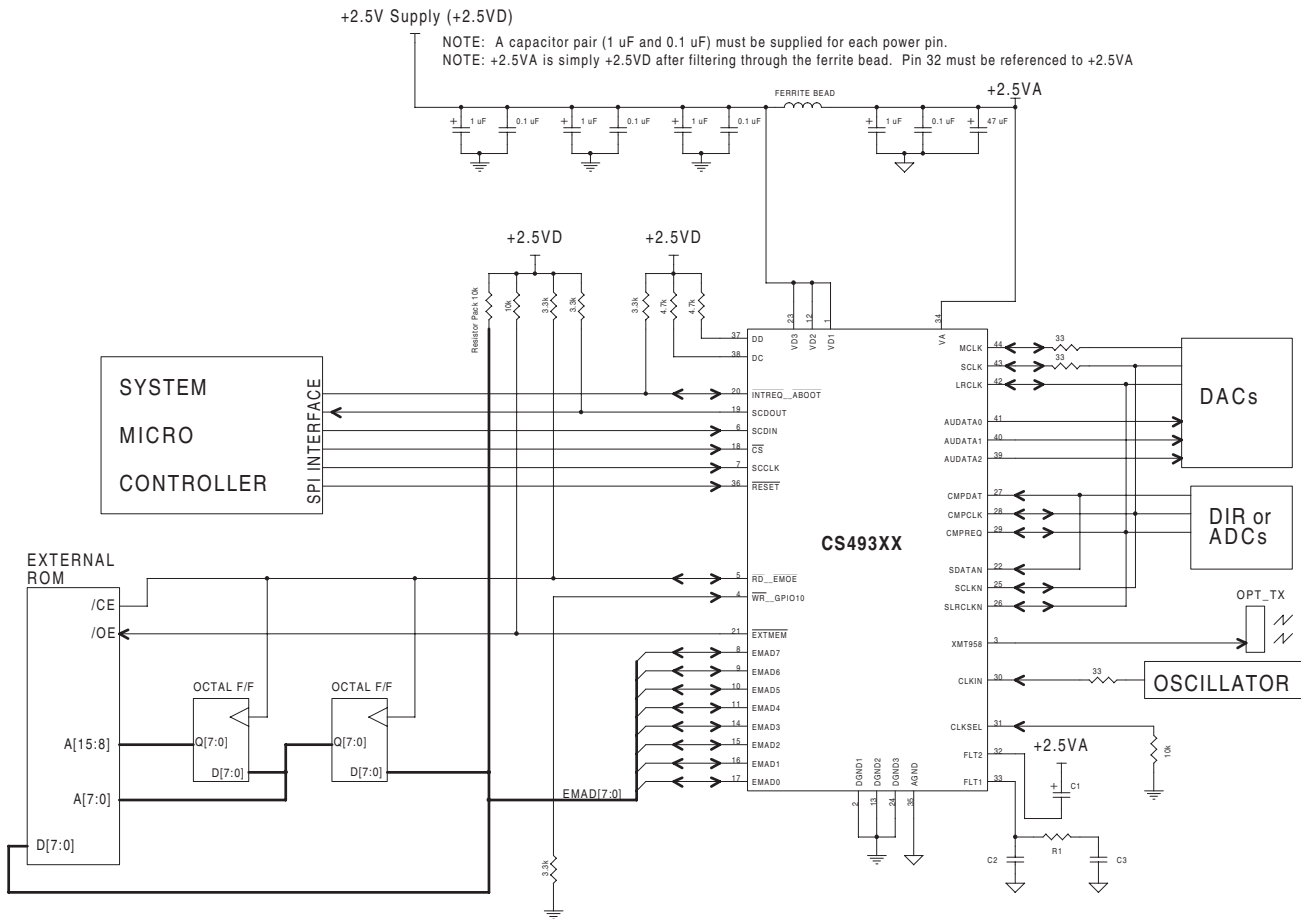 +2.5V Supply (+2.5VD)
NOTE: A capacitor pair (1 uF and 0.1 uF) must be supplied for each power pin.
NOTE: +2.5VA is simply +2.5VD after filtering through the ferrite bead. Pin 32 must be referenced to +2.5VA
FERRITE BEAD
+2.5VA
+ 1 uF
0.1 uF
+ 1 uF
0.1 uF
+ 1 uF
0.1 uF
+ 1 uF
0.1 uF
+ 47 uF
+2.5VD
+2.5VD
Resistor Pack 10k
10k
3.3k
3.3k
3.3k
4.7k
4.7k
23
VD3
12
VD2
1
VD1
34
VA
SYSTEM
MICRO
CONTROLLER
SPI INTERFACE
37 DD
38 DC
20 INTREQ__ABOOT
19 SCDOUT
6 SCDIN
18 CS
7 SCCLK
36 RESET
5 RD__EMOE
4 WR__GPIO10
21 EXTMEM
8 EMAD7
9 EMAD6
10 EMAD5
11 EMAD4
14 EMAD3
15 EMAD2
16 EMAD1
17 EMAD0
CS493XX
MCLK 44
33
SCLK 43
33
LRCLK 42
AUDATA0 41
AUDATA1 40
AUDATA2 39
DACs
CMPDAT 27
CMPCLK 28
CMPREQ 29
DIR or
ADCs
SDATAN 22
SCLKN 25
SLRCLKN 26
OPT_TX
XMT958 3
CLKIN 30
33
OSCILLATOR
CLKSEL 31
10k
+2.5VA
FLT2 32
FLT1 33
+ C1
C2
R1
C3
DGND1
2
DGND2
13
DGND3
24
AGND
35
EXTERNAL
ROM
/CE
/OE
OCTAL F/F
OCTAL F/F
A[15:8]
Q[7:0]
D[7:0]
Q[7:0]
D[7:0]
A[7:0]
EMAD[7:0]
D[7:0]
3.3k